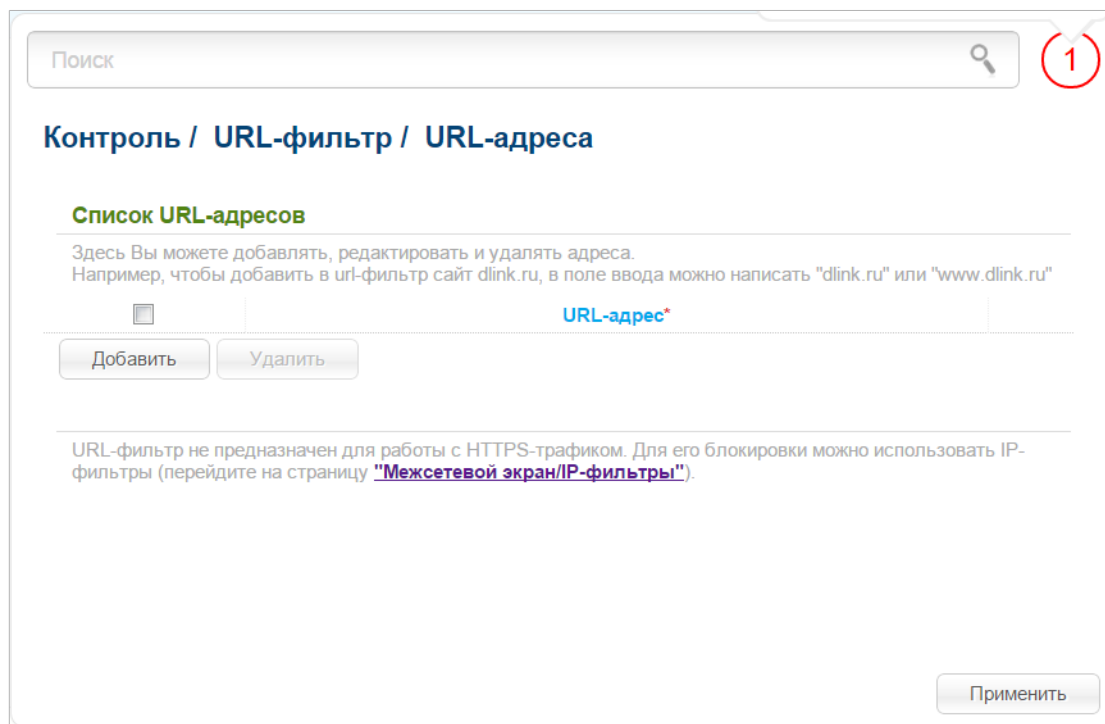 Поиск
1
Контроль / URL-фильтр / URL-адреса
Список URL-адресов
Здесь Вы можете добавлять, редактировать и удалять адреса.
Например, чтобы добавить в url-фильтр сайт dlink.ru, в поле ввода можно написать "dlink.ru" или "www.dlink.ru"
URL-адрес*
Добавить Удалить
URL-фильтр не предназначен для работы с HTTPS-трафиком. Для его блокировки можно использовать IP-
фильтры (перейдите на страницу "Межсетевой экран/IP-фильтры").
Применить